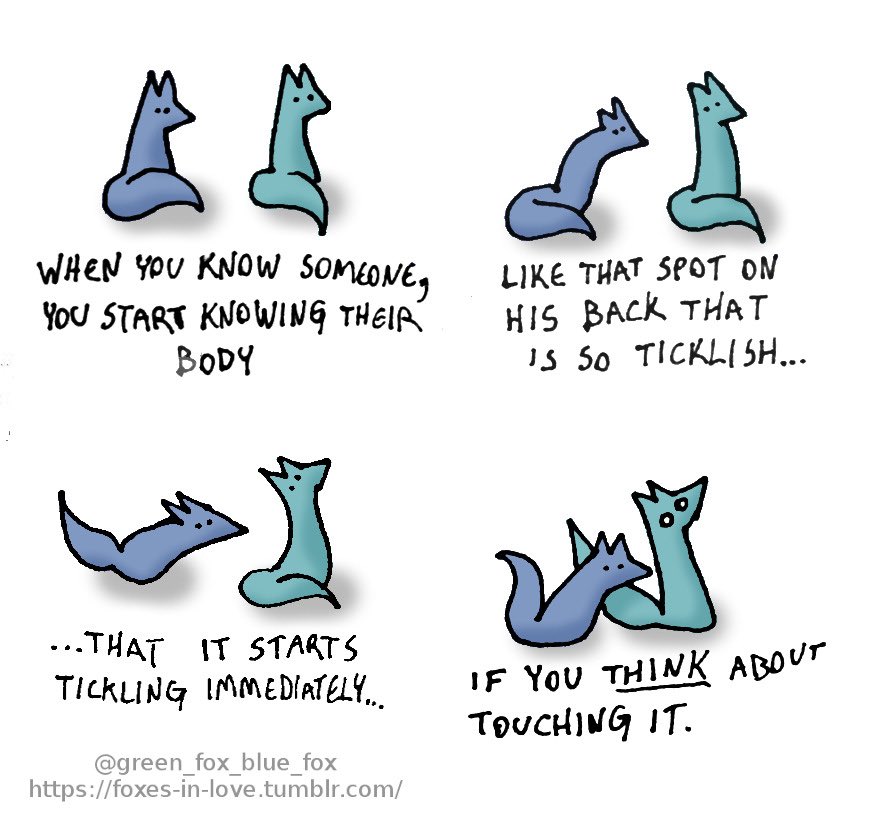 WHEN YOU KNOW SOMEONE,
YOU START KNOWING THEIR
BODY
LIKE THAT SPOT ON
HIS BACK THAT
IS SO TICKLISH...
...THAT IT STARTS
TICKLING IMMEDIATELY...
IF YOU THINK ABOUT
TOUCHING IT.
@green_fox_blue_fox
https://foxes-in-love.tumblr.com/